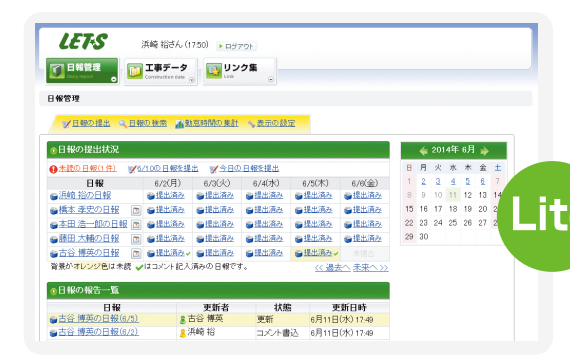 LET'S
浜崎 裕さん (17:50)
ログアウト
日報管理
Diary report
工事データ
Construction data
リンク集
Link
日報管理
日報の提出
日報の検索
勤怠時間の集計
表示の設定
日報の提出状況
未読の日報(1件)
6/10の日報を提出
今日の日報を提出
日報 6/2(月) 6/3(火) 6/4(水) 6/5(木) 6/6(金)
浜崎 裕の日報 提出済み 提出済み 提出済み 提出済み 提出済み
橋本 孝史の日報 提出済み 提出済み 提出済み 提出済み 提出済み
本田 浩一郎の日報 提出済み 提出済み 提出済み 提出済み 提出済み
藤田 大輔の日報 提出済み 提出済み 提出済み 提出済み 提出済み
古谷 博英の日報 提出済み 提出済み 提出済み 提出済み 未提出
背景がオレンジ色は未読 はコメント記入済みの日報です。
<< 過去へ 未来へ >>
2014年 6月
日 月 火 水 木 金 土
1 2 3 4 5 6 7
8 9 10 11 12 13 14
15 16 17 18 19 20
22 23 24 25 26 27
29 30
Lit
日報の報告一覧
日報 更新者 状態 更新日時
古谷 博英の日報(6/5) 古谷 博英 更新 6月11日(水) 17:49
古谷 博英の日報(6/2) 浜崎 裕 コメント書込 6月11日(水) 17:49